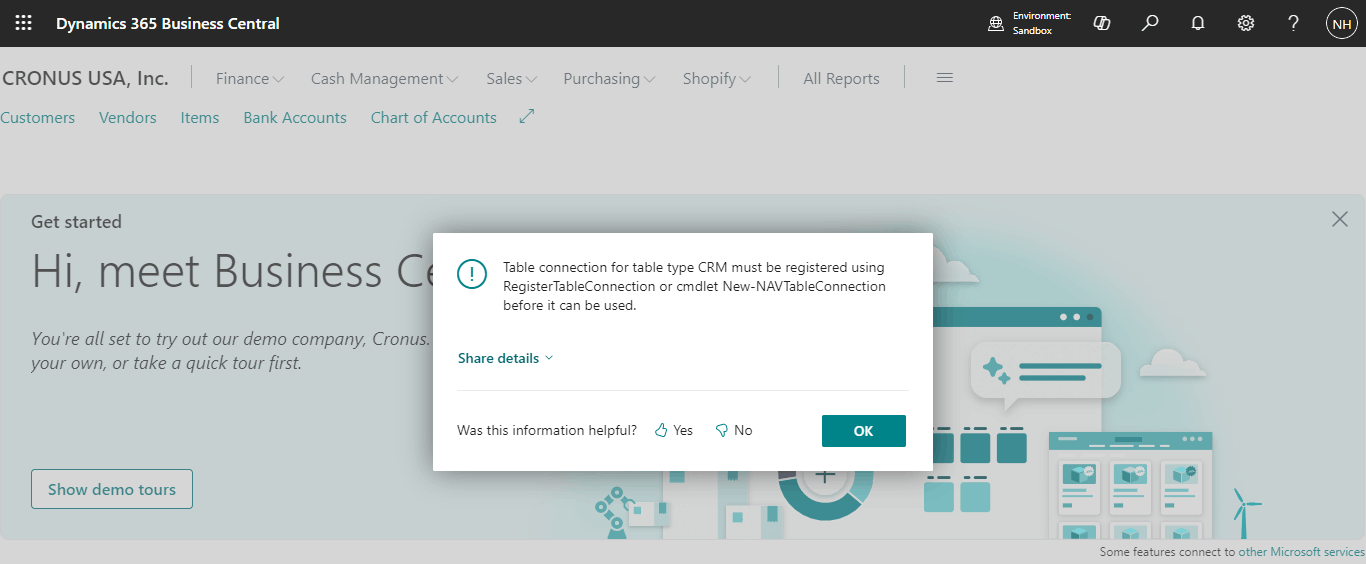 Dynamics 365 Business Central
Environment:
Sandbox
NH
CRONUS USA, Inc.
Finance
Cash Management
Sales
Purchasing
Shopify
All Reports
Customers
Vendors
Items
Bank Accounts
Chart of Accounts
Get started
Hi, meet Business Ce
You're all set to try out our demo company, Cronus.
your own, or take a quick tour first.
Show demo tours
Table connection for table type CRM must be registered using
RegisterTableConnection or cmdlet New-NAVTableConnection
before it can be used.
Share details
Was this information helpful?
Yes
No
OK
Some features connect to other Microsoft services